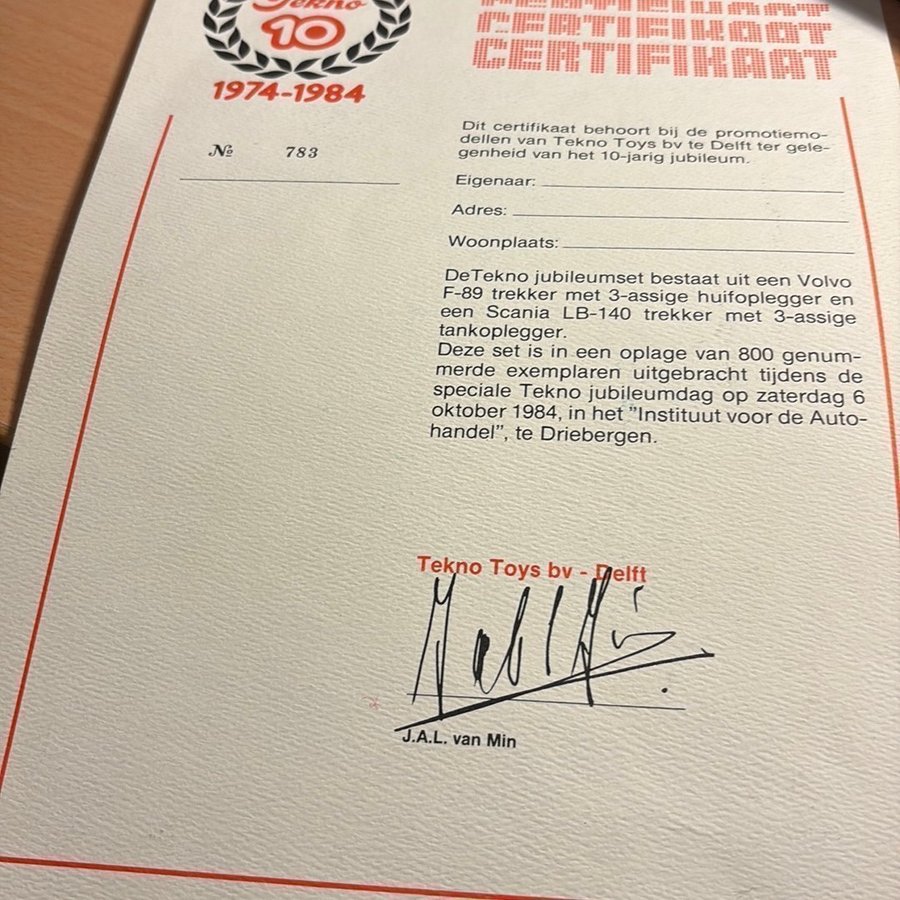 Tekno
10
1974-1984
CERTIFIKAAT
CERTIFIKAAT
CERTIFIKAAT
№ 783
Dit certifikaat behoort bij de promotiemo-
dellen van Tekno Toys bv te Delft ter gele-
genheid van het 10-jarig jubileum.
Eigenaar:
Adres:
Woonplaats:
DeTekno jubileumset bestaat uit een Volvo
F-89 trekker met 3-assige huifoplegger en
een Scania LB-140 trekker met 3-assige
tankoplegger.
Deze set is in een oplage van 800 genum-
merde exemplaren uitgebracht tijdens de
speciale Tekno jubileumdag op zaterdag 6
oktober 1984, in het "Instituut voor de Auto-
handel", te Driebergen.
Tekno Toys bv - Delft
J.A.L. van Min